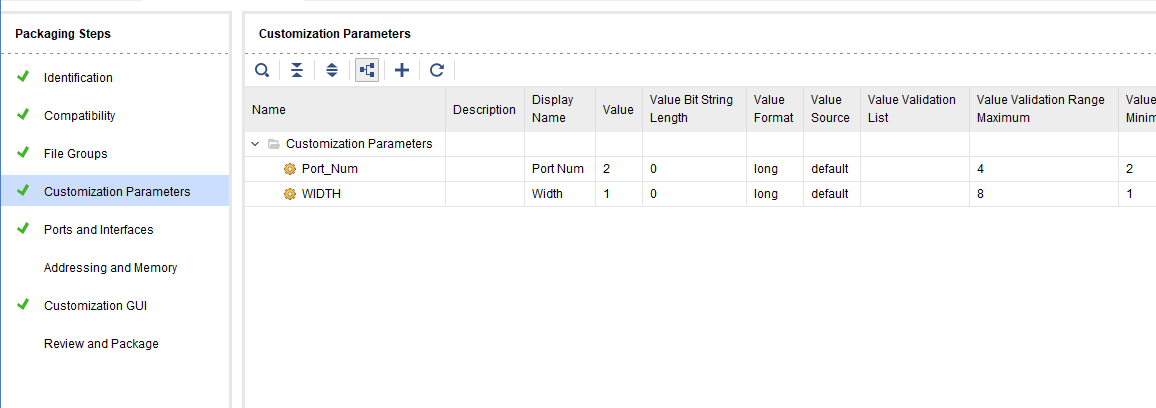 Packaging Steps
Identification
Compatibility
File Groups
Customization Parameters
Ports and Interfaces
Addressing and Memory
Customization GUI
Review and Package
Customization Parameters
Name Description Display Name Value Value Bit String Length Value Format Value Source Value Validation List Value Validation Range Maximum Value Minim
Customization Parameters
Port_Num Port Num 2 0 long default 4 2
WIDTH Width 1 0 long default 8 1